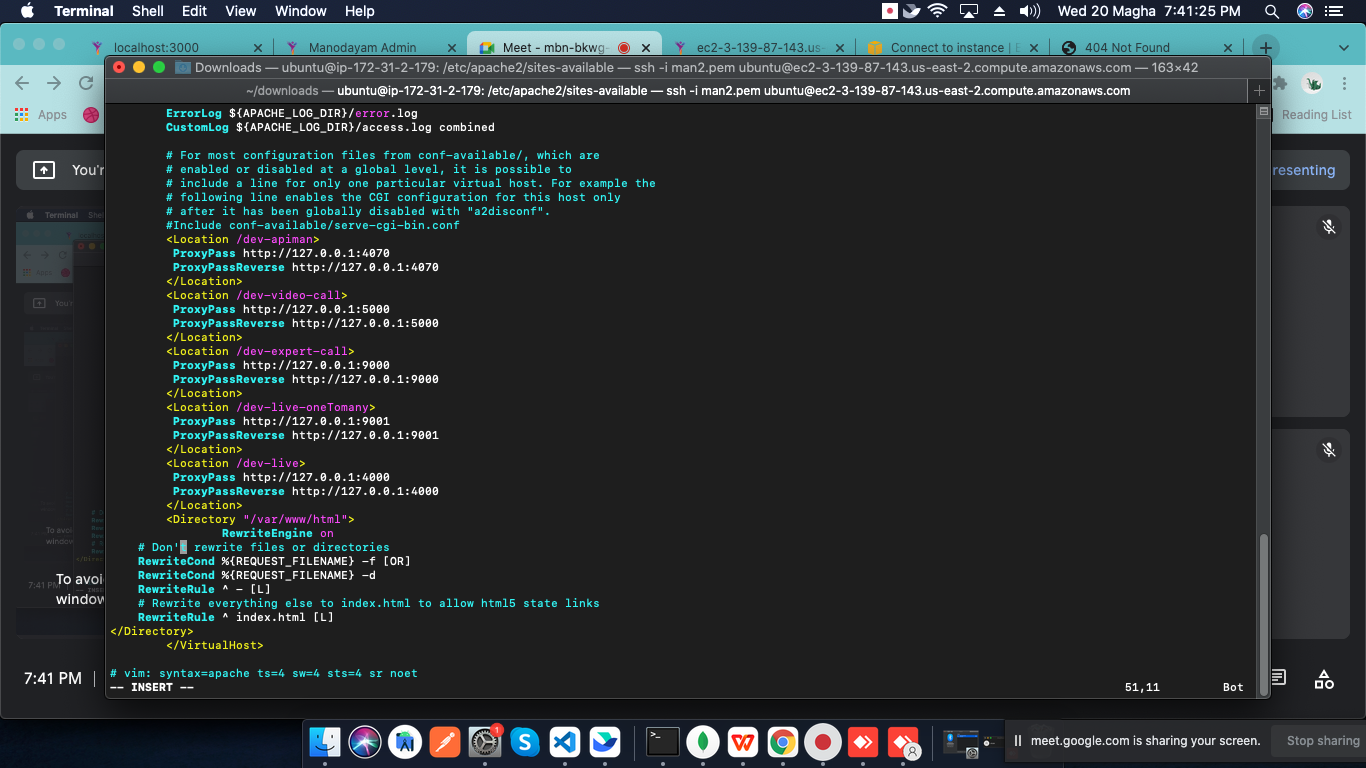 Terminal Shell Edit View Window Help Wed 20 Magha 7:41:25 PM
localhost:3000 Manodayam Admin Meet - mbn-bkwg- ec2-3-139-87-143.us- Connect to instance | E 404 Not Found
Downloads — ubuntu@ip-172-31-2-179: /etc/apache2/sites-available — ssh -i man2.pem ubuntu@ec2-3-139-87-143.us-east-2.compute.amazonaws.com — 163×42
~/downloads — ubuntu@ip-172-31-2-179: /etc/apache2/sites-available — ssh -i man2.pem ubuntu@ec2-3-139-87-143.us-east-2.compute.amazonaws.com
Apps
Reading List
You'r
resenting
ErrorLog ${APACHE_LOG_DIR}/error.log
CustomLog ${APACHE_LOG_DIR}/access.log combined
# For most configuration files from conf-available/, which are
# enabled or disabled at a global level, it is possible to
# include a line for only one particular virtual host. For example the
# following line enables the CGI configuration for this host only
# after it has been globally disabled with "a2disconf".
#Include conf-available/serve-cgi-bin.conf
<Location /dev-apiman>
ProxyPass http://127.0.0.1:4070
ProxyPassReverse http://127.0.0.1:4070
</Location>
<Location /dev-video-call>
ProxyPass http://127.0.0.1:5000
ProxyPassReverse http://127.0.0.1:5000
</Location>
<Location /dev-expert-call>
ProxyPass http://127.0.0.1:9000
ProxyPassReverse http://127.0.0.1:9000
</Location>
<Location /dev-live-oneTomany>
ProxyPass http://127.0.0.1:9001
ProxyPassReverse http://127.0.0.1:9001
</Location>
<Location /dev-live>
ProxyPass http://127.0.0.1:4000
ProxyPassReverse http://127.0.0.1:4000
</Location>
<Directory "/var/www/html">
RewriteEngine on
# Don't rewrite files or directories
RewriteCond %{REQUEST_FILENAME} -f [OR]
RewriteCond %{REQUEST_FILENAME} -d
RewriteRule ^ - [L]
# Rewrite everything else to index.html to allow html5 state links
RewriteRule ^ index.html [L]
</Directory>
</VirtualHost>
# vim: syntax=apache ts=4 sw=4 sts=4 sr noet
-- INSERT -- 51,11 Bot
To avoi
window
7:41 PM
1
meet.google.com is sharing your screen. Stop sharing